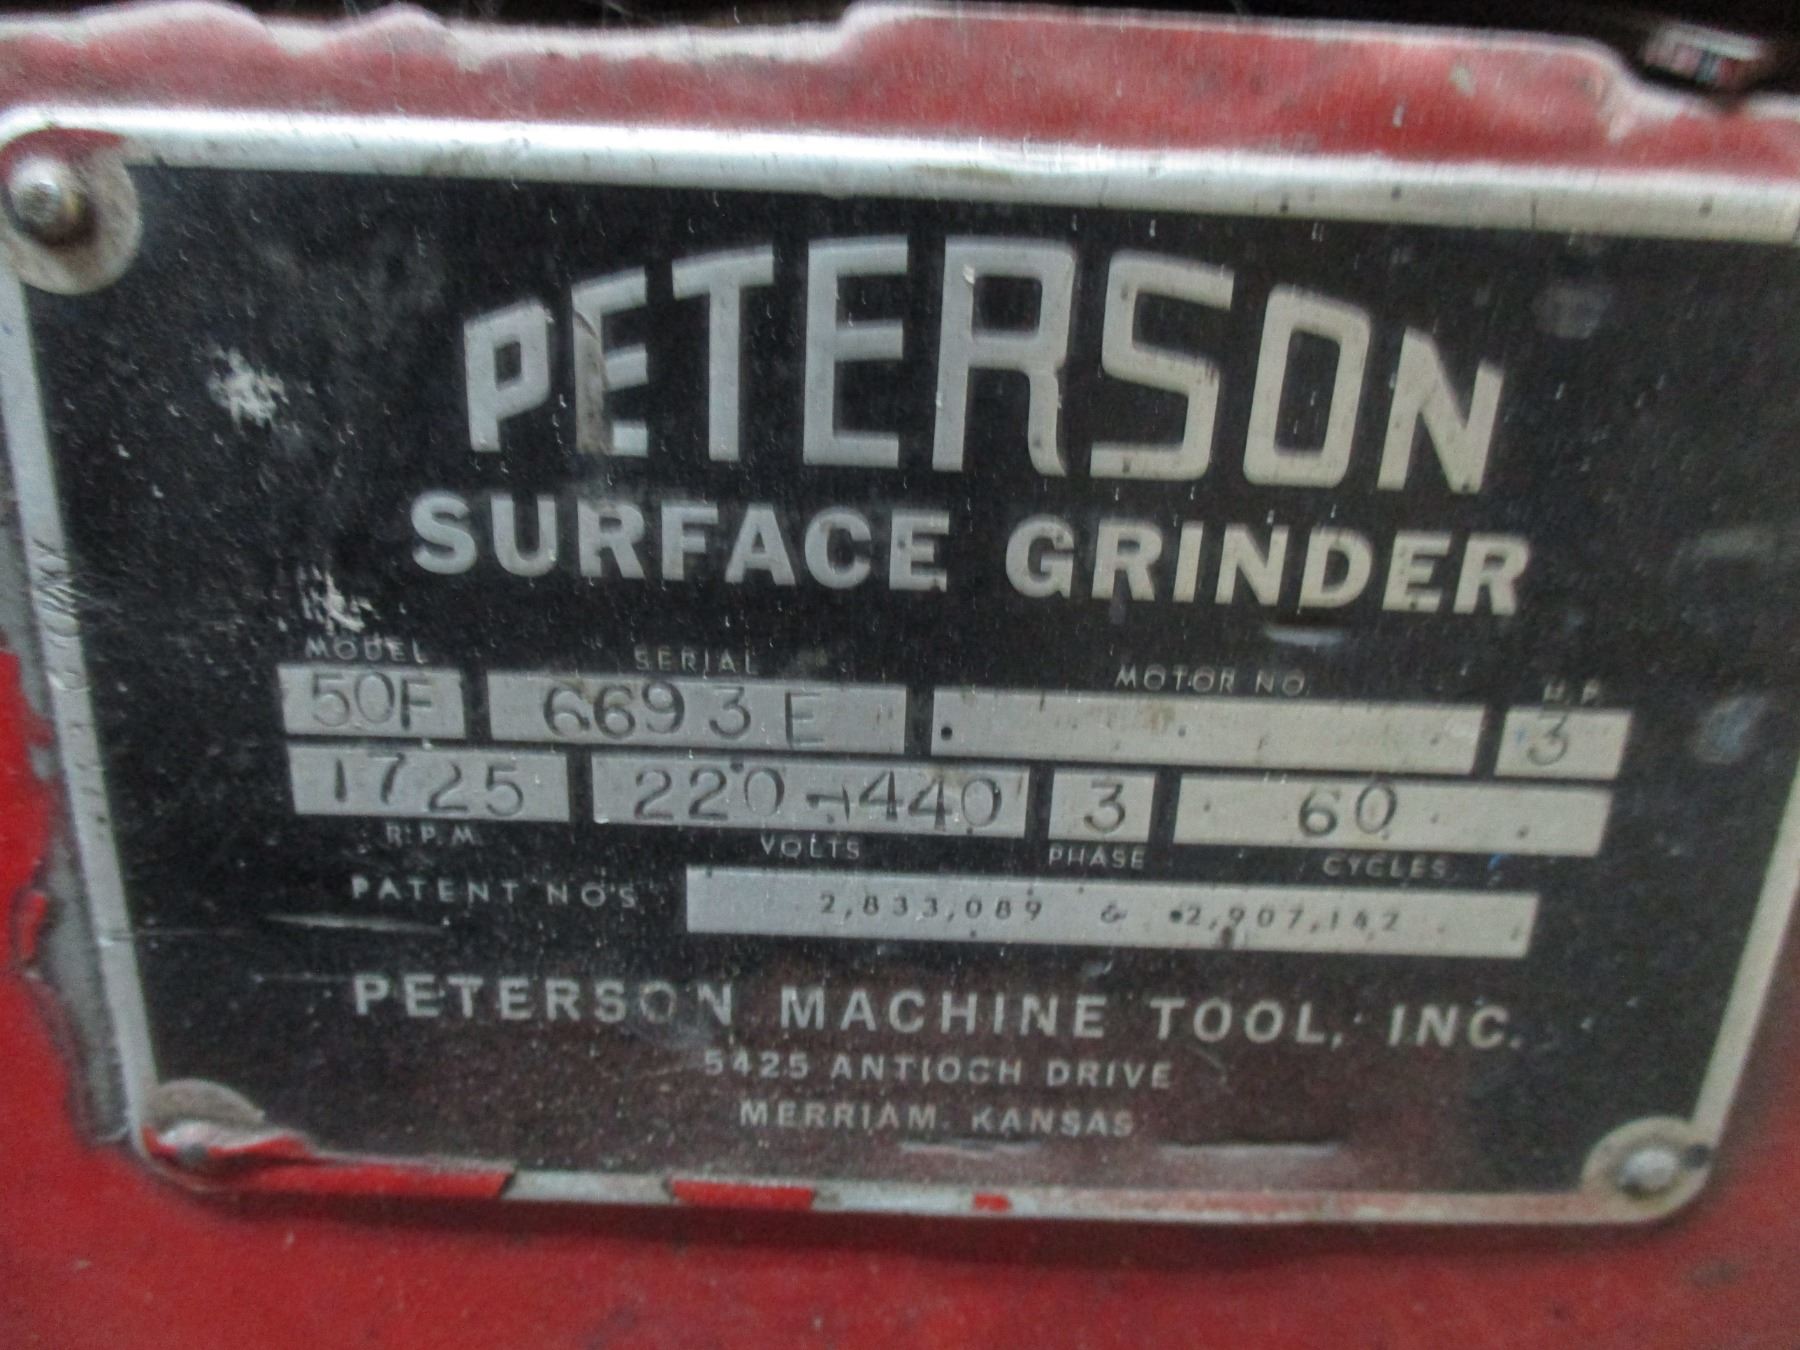 PETERSON
SURFACE GRINDER
MODEL SERIAL MOTOR NO. H.P.
50F 6693E 3
1725 220-440 3 60
R.P.M. VOLTS PHASE CYCLES
PATENT NO'S 2,833,089 & 2,907,142
PETERSON MACHINE TOOL, INC.
5425 ANTIOCH DRIVE
MERRIAM, KANSAS